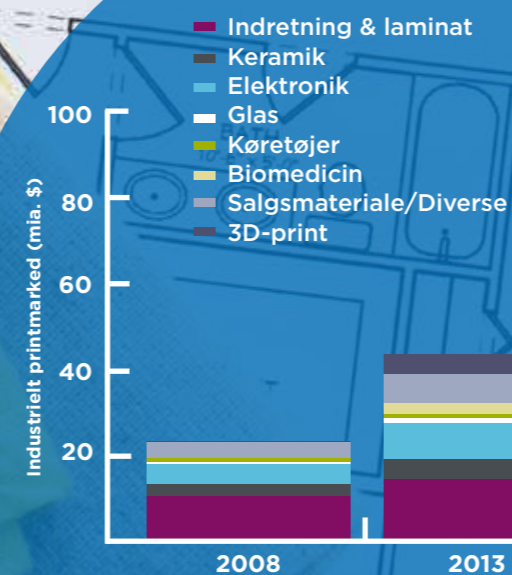 Indretning & laminat
Keramik
Elektronik
Glas
Køretøjer
Biomedicin
Salgsmateriale/Diverse
3D-print
Industrielt printmarked (mia. $)
100
80
60
40
20
2008
2013
BATH